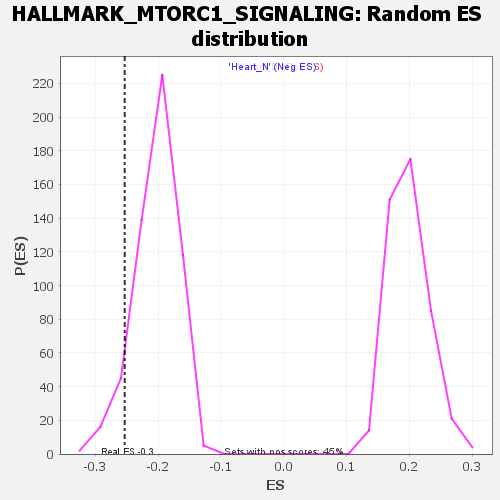 HALLMARK_MTORC1_SIGNALING: Random ES
distribution
'Heart_N' (Neg ES)
220
200
180
160
140
120
100
80
60
40
20
0
P(ES)
Real ES -0.3
Sets with pos scores: 45%
-0.3 -0.2 -0.1 0.0 0.1 0.2 0.3
ES